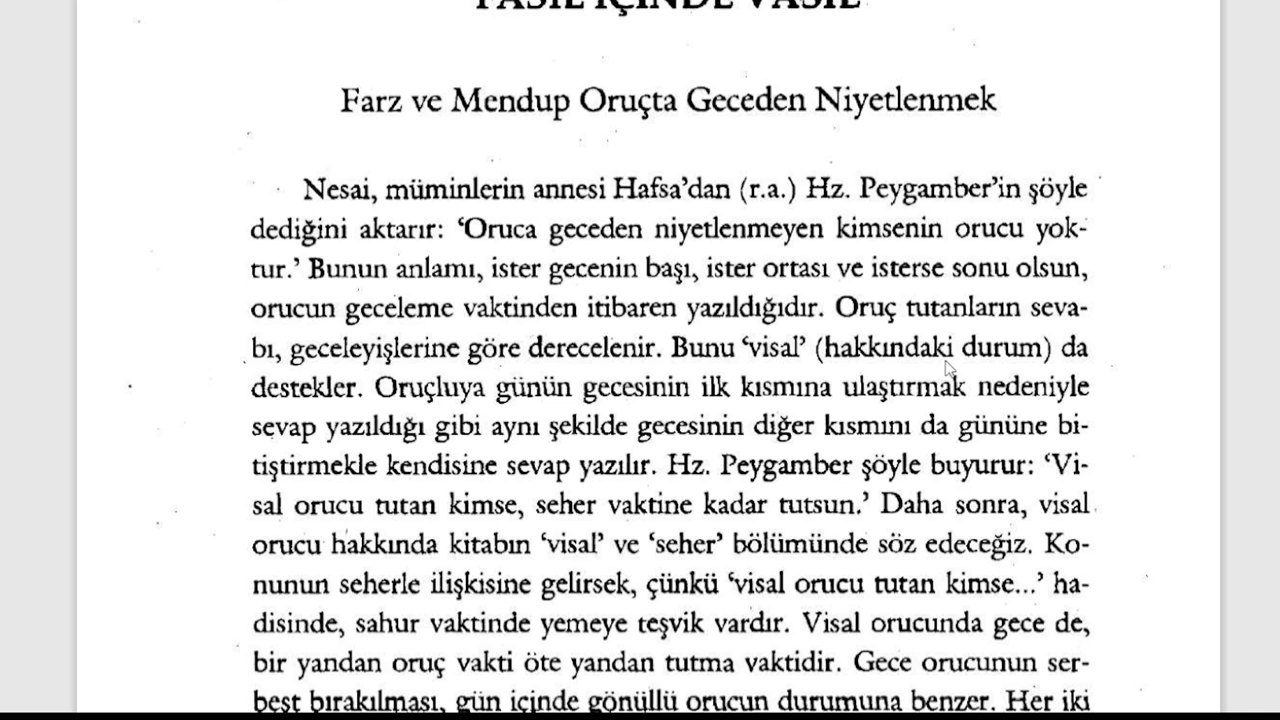 FASIL İÇİNDE VASIL
Farz ve Mendup Oruçta Geceden Niyetlenmek
Nesai, müminlerin annesi Hafsa’dan (r.a.) Hz. Peygamber’in şöyle
dediğini aktarır: ‘Oruca geceden niyetlenmeyen kimsenin orucu yok-
tur.’ Bunun anlamı, ister gecenin başı, ister ortası ve isterse sonu olsun,
orucun geceleme vaktinden itibaren yazıldığıdır. Oruç tutanların seva-
bı, geceleyişlerine göre derecelenir. Bunu ‘visal’ (hakkındaki durum) da
destekler. Oruçluya günün gecesinin ilk kısmına ulaştırmak nedeniyle
sevap yazıldığı gibi aynı şekilde gecesinin diğer kısmını da gününe bi-
tiştirmekle kendisine sevap yazılır. Hz. Peygamber şöyle buyurur: ‘Vi-
sal orucu tutan kimse, seher vaktine kadar tutsun.’ Daha sonra, visal
orucu hakkında kitabın ‘visal’ ve ‘seher’ bölümünde söz edeceğiz. Ko-
nunun seherle ilişkisine gelirsek, çünkü ‘visal orucu tutan kimse...’ ha-
disinde, sahur vaktinde yemeye teşvik vardır. Visal orucunda gece de,
bir yandan oruç vakti öte yandan tutma vaktidir. Gece orucunun ser-
best bırakılması, gün içinde gönüllü orucun durumuna benzer. Her iki